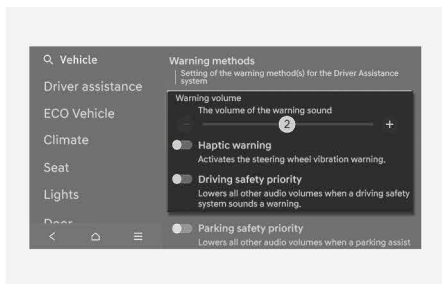 Vehicle
Driver assistance
ECO Vehicle
Climate
Seat
Lights
Door
Warning methods
Setting of the warning method(s) for the Driver Assistance
system
Warning volume
The volume of the warning sound
2
Haptic warning
Activates the steering wheel vibration warning.
Driving safety priority
Lowers all other audio volumes when a driving safety
system sounds a warning.
Parking safety priority
Lowers all other audio volumes when a parking assist